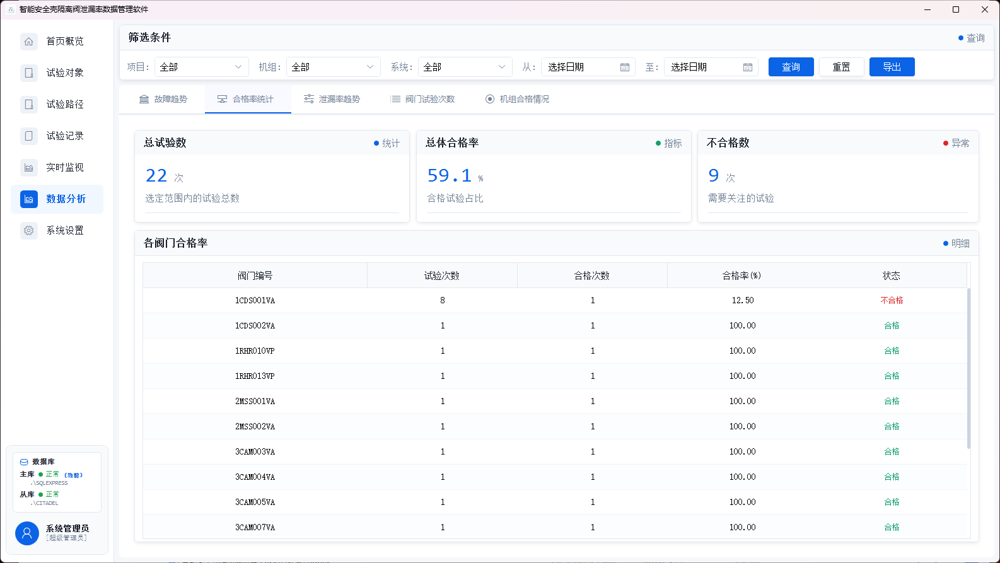 智能安全壳隔离阀泄漏率数据管理软件
首页概览
试验对象
试验路径
试验记录
实时监视
数据分析
系统设置
数据库
主库 正常 (当前)
.\SQLEXPRESS
从库 正常
.\CITADEL
系统管理员
[超级管理员]
筛选条件 查询
项目: 全部 机组: 全部 系统: 全部 从: 选择日期 至: 选择日期 查询 重置 导出
故障趋势 合格率统计 泄漏率趋势 阀门试验次数 机组合格情况
总试验数 统计
22 次
选定范围内的试验总数
总体合格率 指标
59.1 %
合格试验占比
不合格数 异常
9 次
需要关注的试验
各阀门合格率 明细
阀门编号 试验次数 合格次数 合格率(%) 状态
1CDS001VA 8 1 12.50 不合格
1CDS002VA 1 1 100.00 合格
1RHR010VP 1 1 100.00 合格
1RHR013VP 1 1 100.00 合格
2MSS001VA 1 1 100.00 合格
2MSS002VA 1 1 100.00 合格
3CAM003VA 1 1 100.00 合格
3CAM004VA 1 1 100.00 合格
3CAM005VA 1 1 100.00 合格
3CAM007VA 1 1 100.00 合格